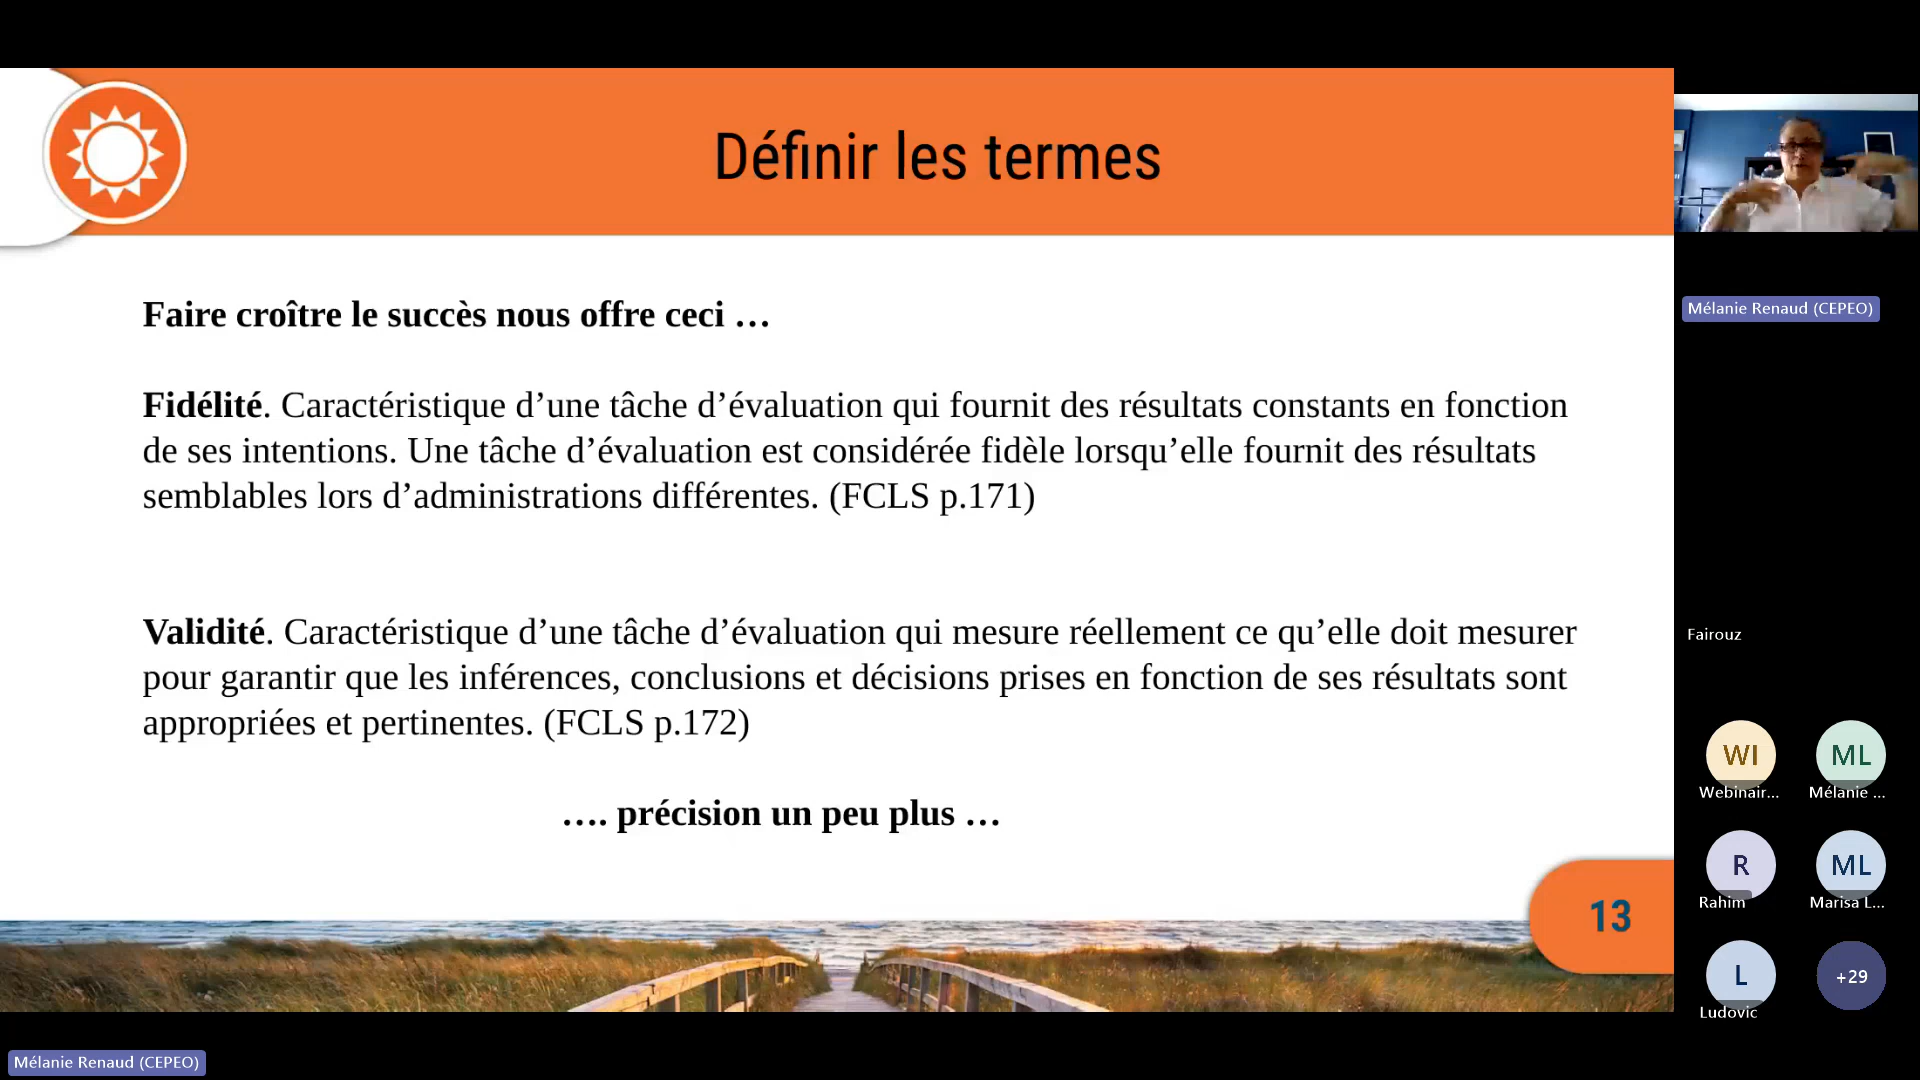 Définir les termes
Faire croître le succès nous offre ceci …
Fidélité. Caractéristique d’une tâche d’évaluation qui fournit des résultats constants en fonction
de ses intentions. Une tâche d’évaluation est considérée fidèle lorsqu’elle fournit des résultats
semblables lors d’administrations différentes. (FCLS p.171)
Validité. Caractéristique d’une tâche d’évaluation qui mesure réellement ce qu’elle doit mesurer
pour garantir que les inférences, conclusions et décisions prises en fonction de ses résultats sont
appropriées et pertinentes. (FCLS p.172)
…. précision un peu plus …
13
Mélanie Renaud (CEPEO)
Mélanie Renaud (CEPEO)
Fairouz
WI
ML
Webinair...
Mélanie ...
R
ML
Rahim
Marisa L...
L
+29
Ludovic